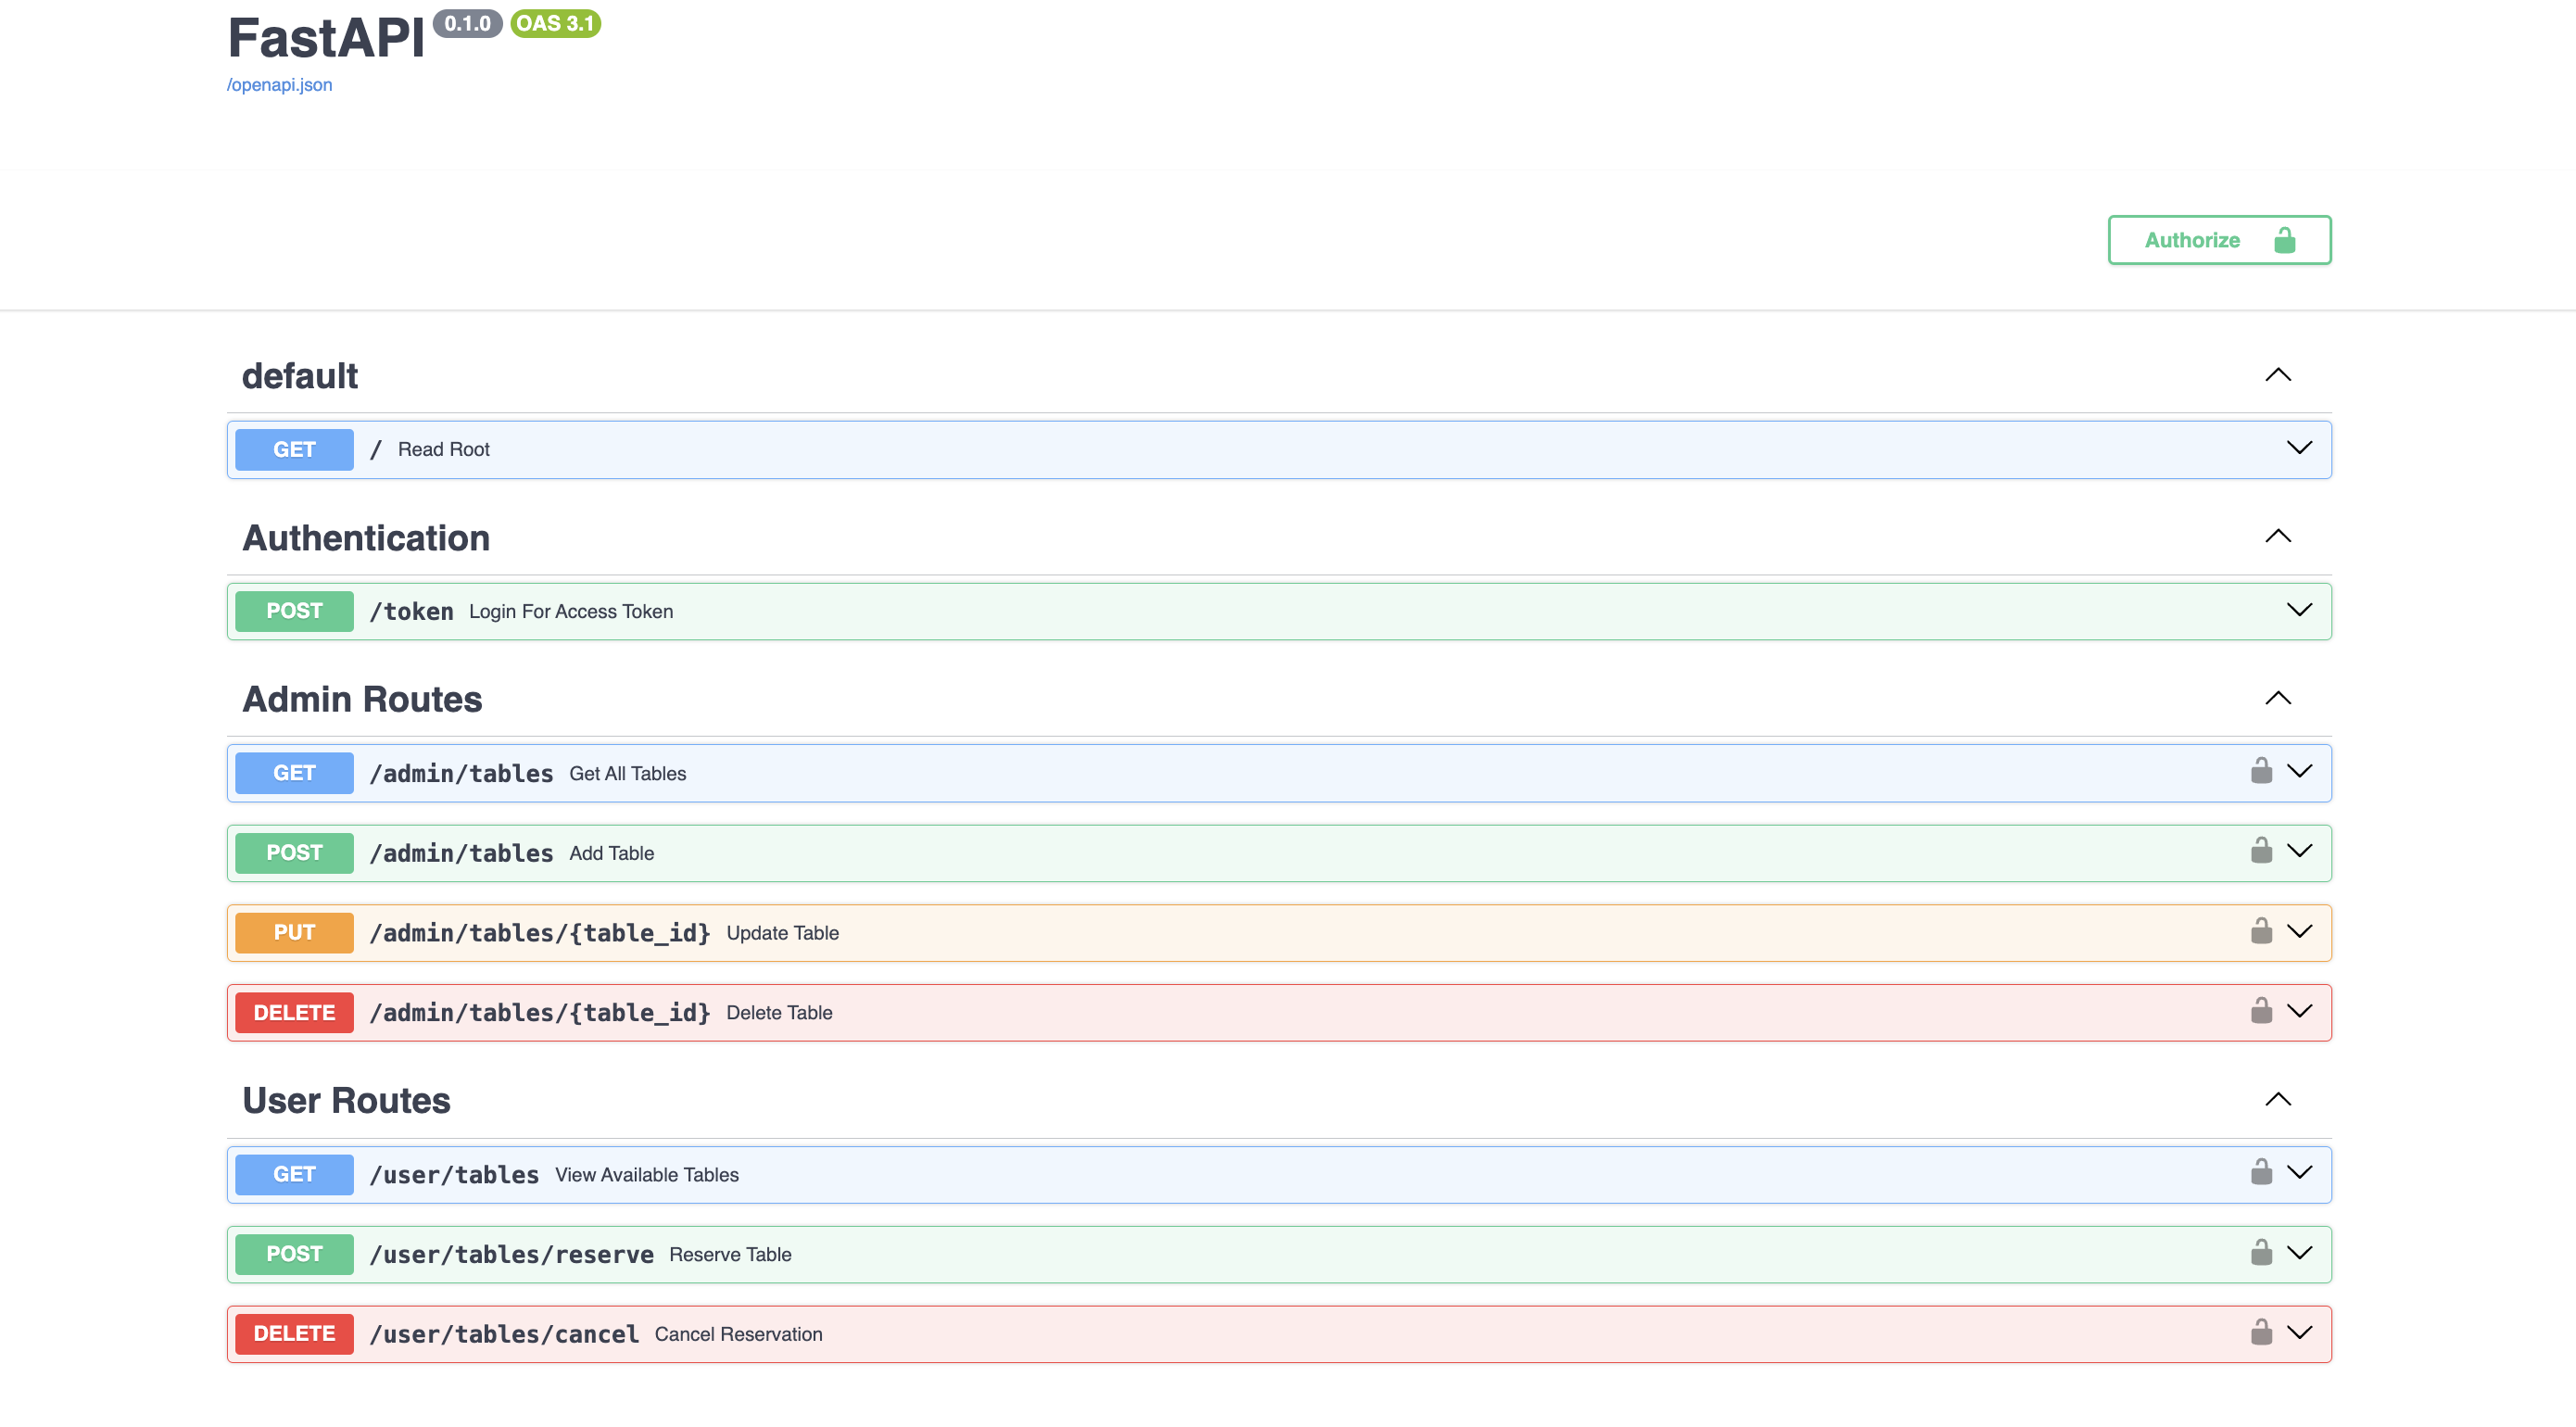 FastAPI 0.1.0 OAS 3.1
/openapi.json
Authorize
default
GET / Read Root
Authentication
POST /token Login For Access Token
Admin Routes
GET /admin/tables Get All Tables
POST /admin/tables Add Table
PUT /admin/tables/{table_id} Update Table
DELETE /admin/tables/{table_id} Delete Table
User Routes
GET /user/tables View Available Tables
POST /user/tables/reserve Reserve Table
DELETE /user/tables/cancel Cancel Reservation